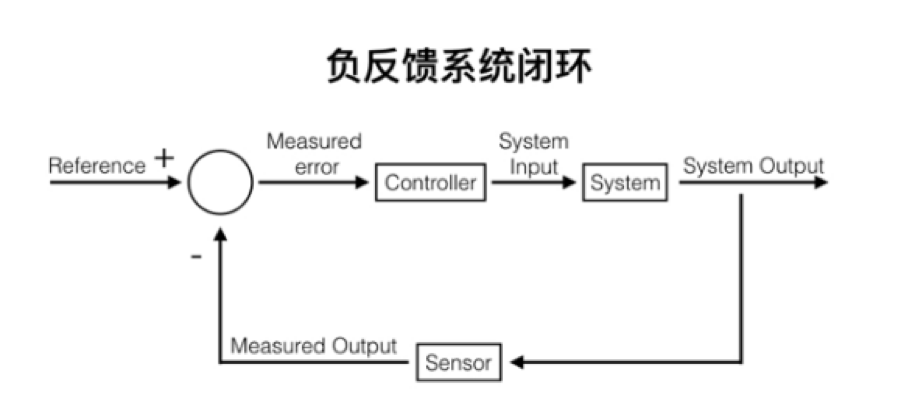 负反馈系统闭环
Reference
+
Measured
error
Controller
System
Input
System
System Output
-
Measured Output
Sensor